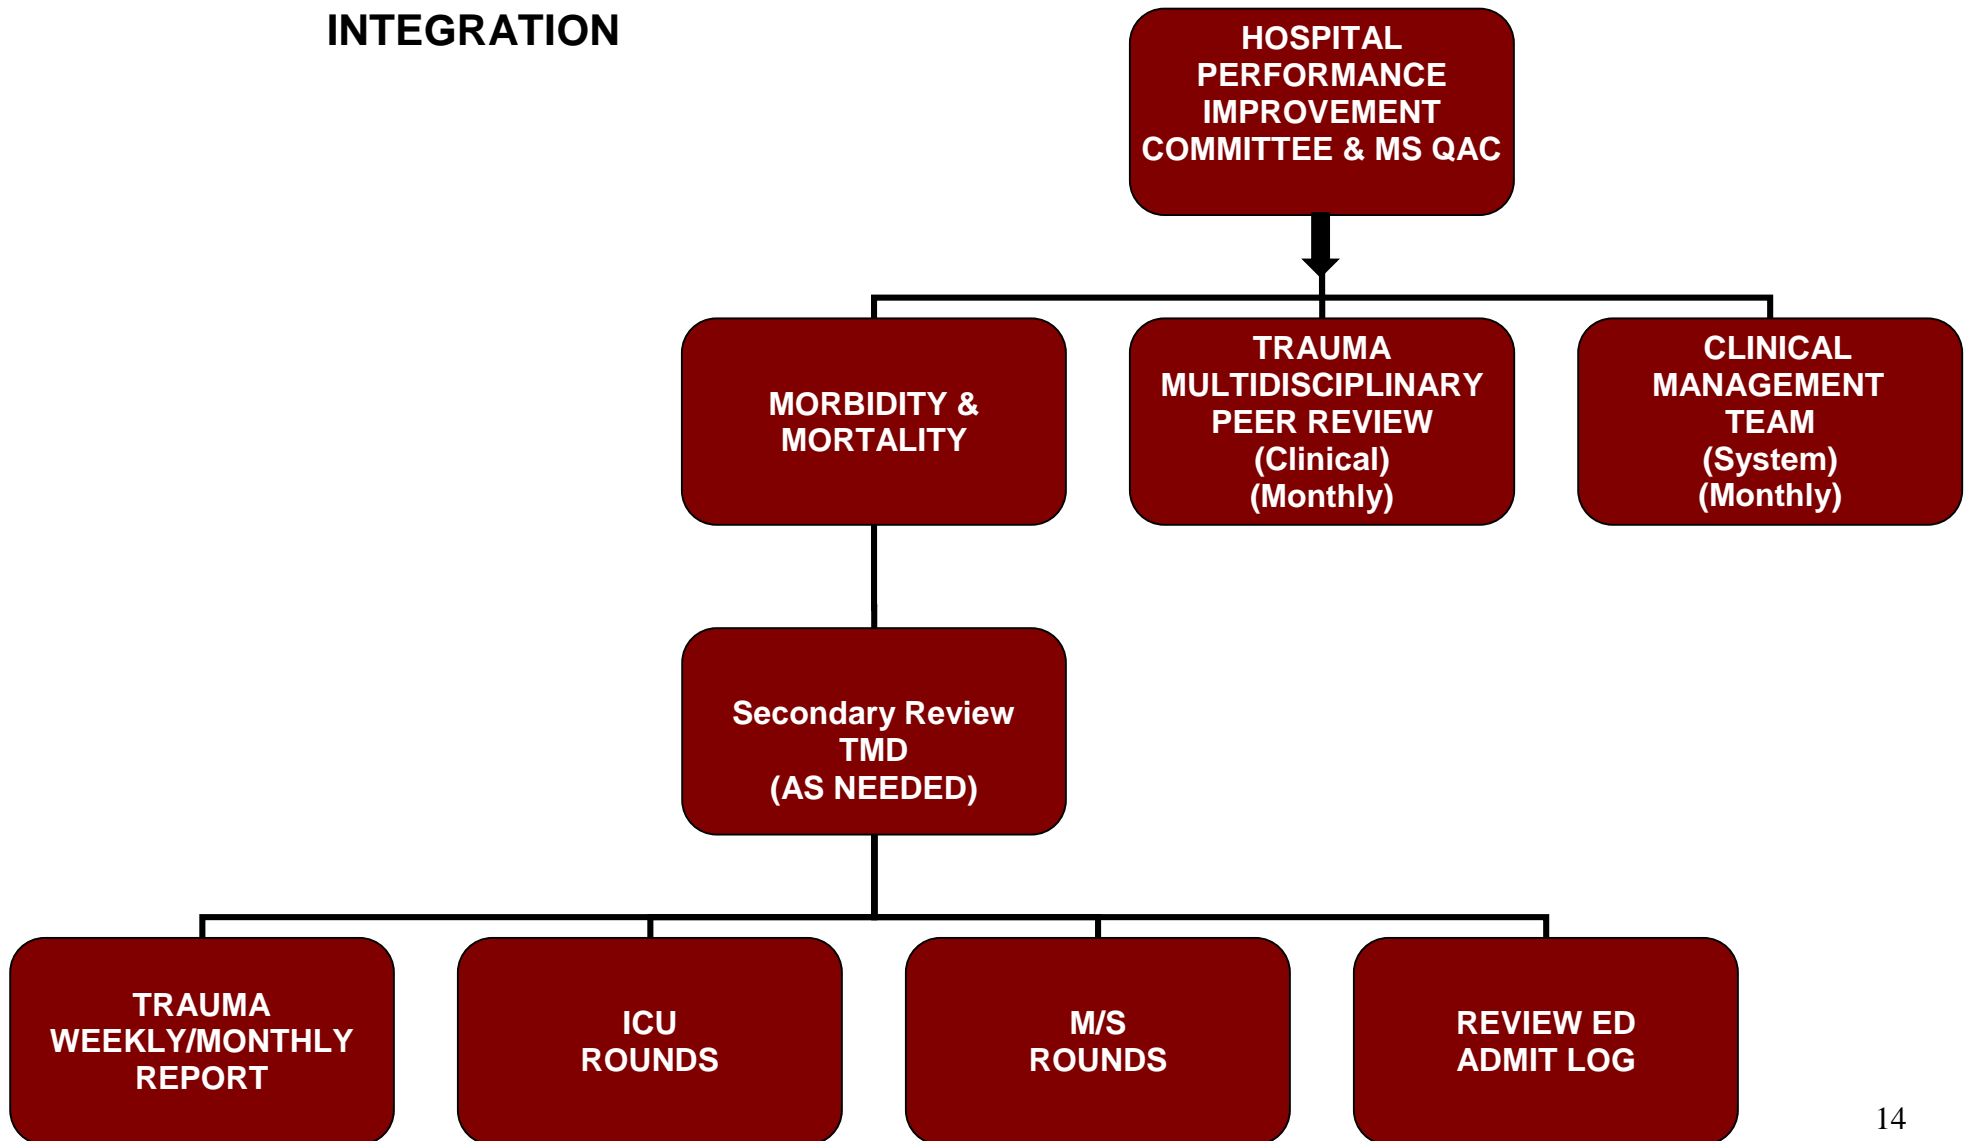 INTEGRATION
HOSPITAL
PERFORMANCE
IMPROVEMENT
COMMITTEE & MS QAC
MORBIDITY &
MORTALITY
TRAUMA
MULTIDISCIPLINARY
PEER REVIEW
(Clinical)
(Monthly)
CLINICAL
MANAGEMENT
TEAM
(System)
(Monthly)
Secondary Review
TMD
(AS NEEDED)
TRAUMA
WEEKLY/MONTHLY
REPORT
ICU
ROUNDS
M/S
ROUNDS
REVIEW ED
ADMIT LOG
14